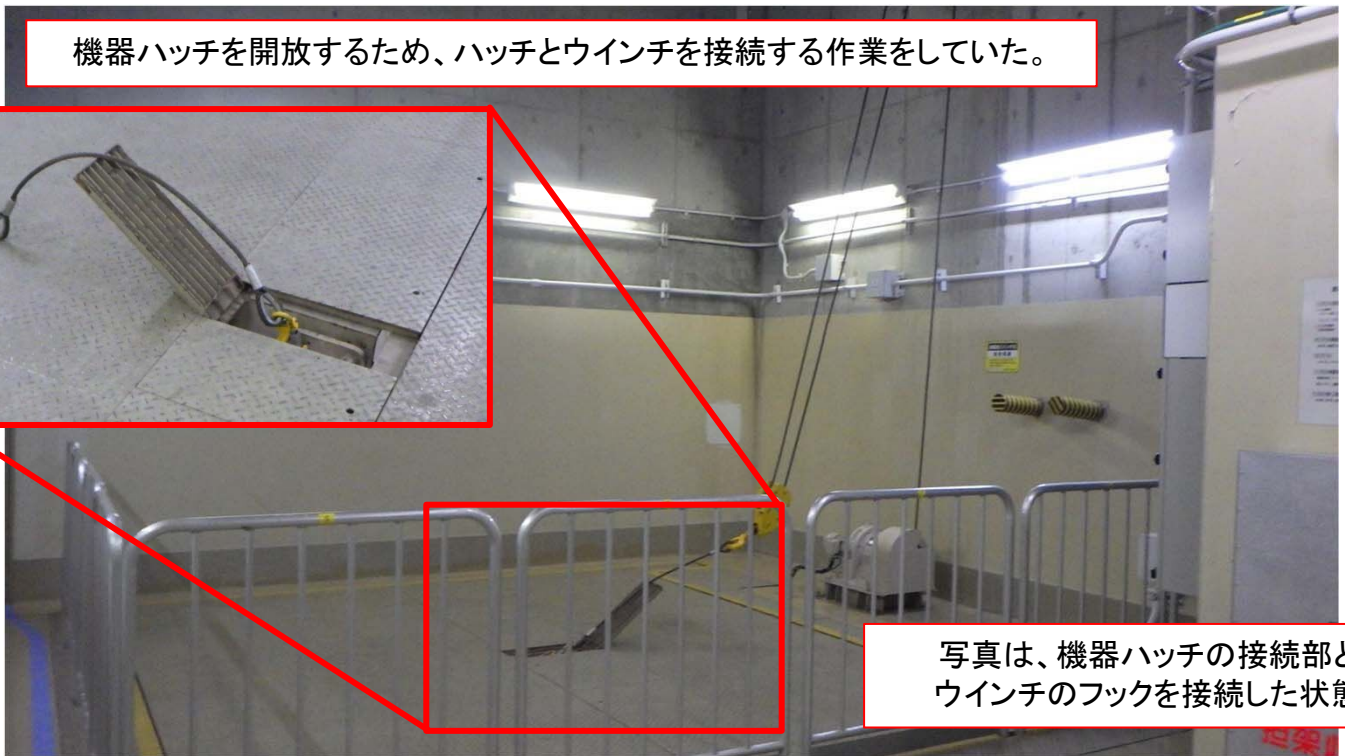 機器ハッチを開放するため、ハッチとウインチを接続する作業をしていた。
写真は、機器ハッチの接続部と
ウインチのフックを接続した状態